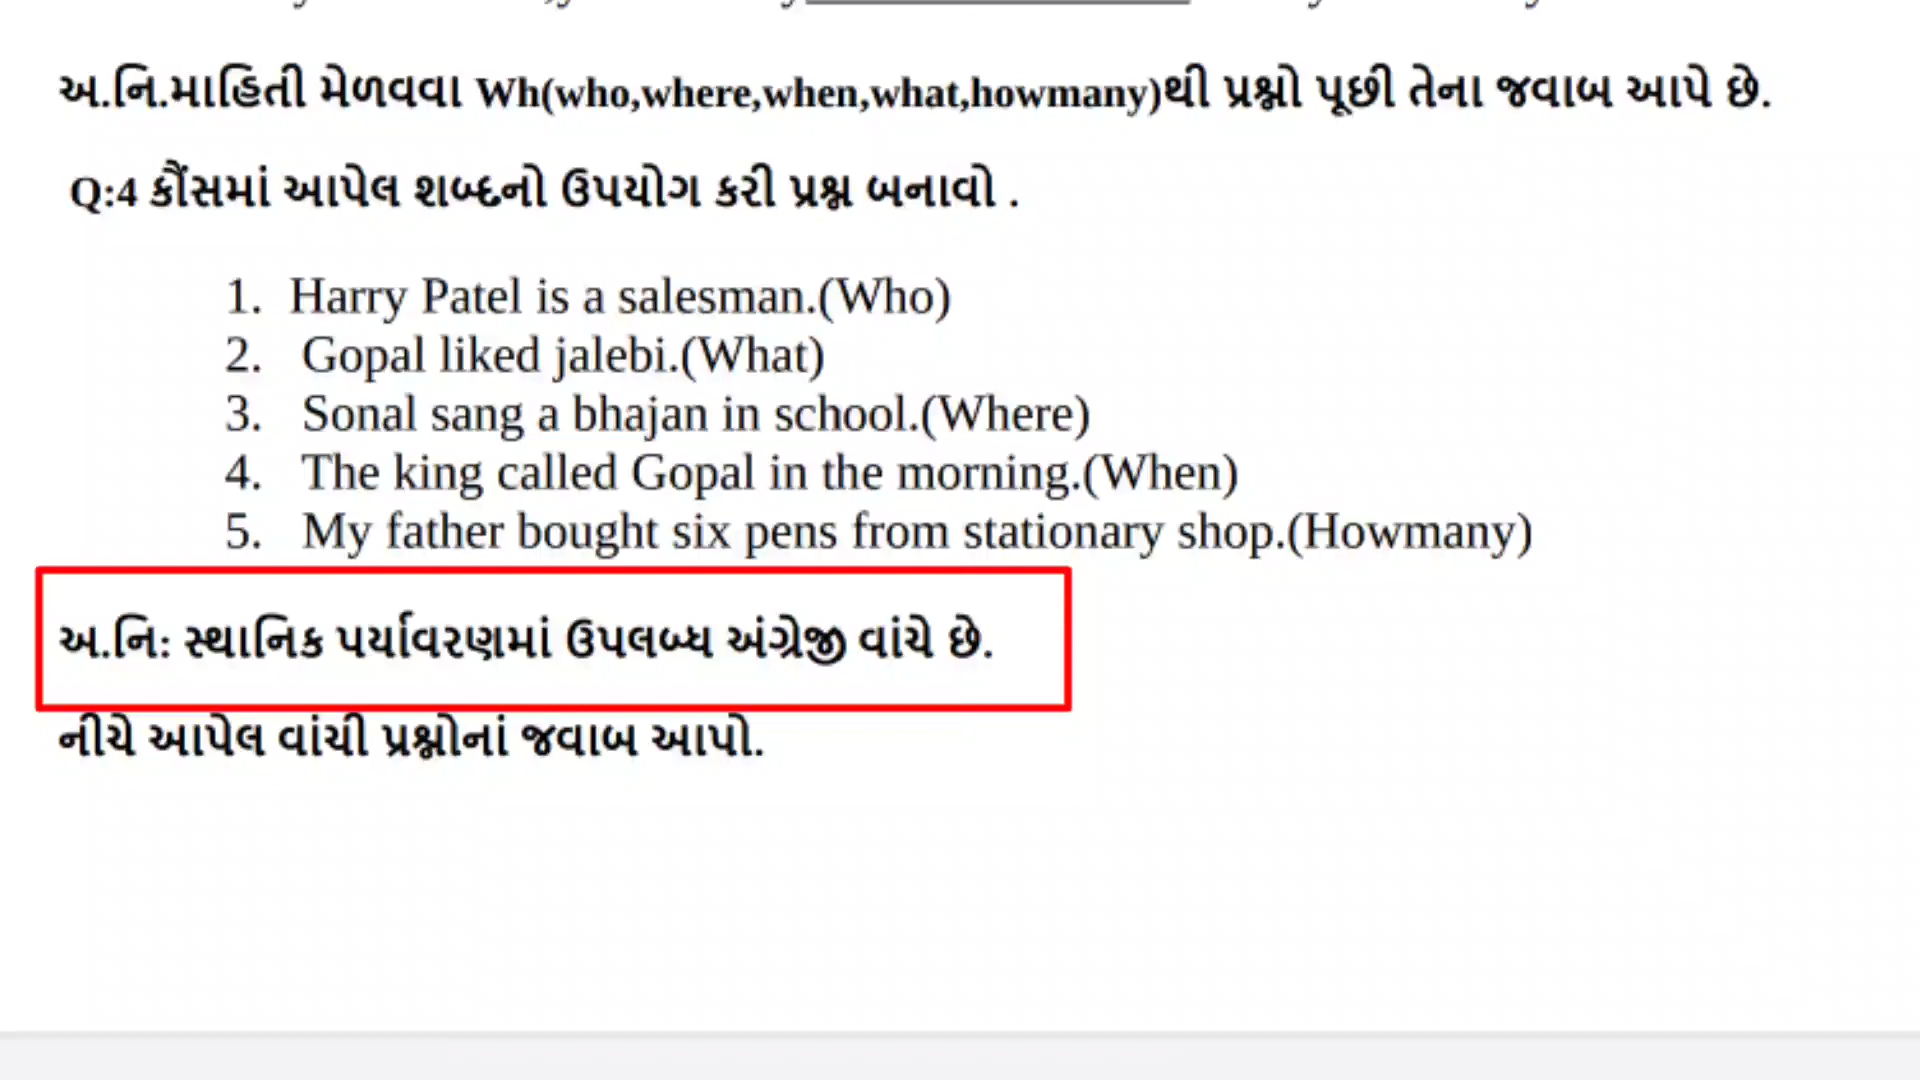 અ.નિ.માહિતી મેળવવા Wh(who,where,when,what,howmany)થી પ્રશ્નો પૂછી તેના જવાબ આપે છે.
Q:4 કૌંસમાં આપેલ શબ્દનો ઉપયોગ કરી પ્રશ્ન બનાવો .
1. Harry Patel is a salesman.(Who)
2. Gopal liked jalebi.(What)
3. Sonal sang a bhajan in school.(Where)
4. The king called Gopal in the morning.(When)
5. My father bought six pens from stationary shop.(Howmany)
અ.નિ: સ્થાનિક પર્યાવરણમાં ઉપલબ્ધ અંગ્રેજી વાંચે છે.
નીચે આપેલ વાંચી પ્રશ્નોનાં જવાબ આપો.